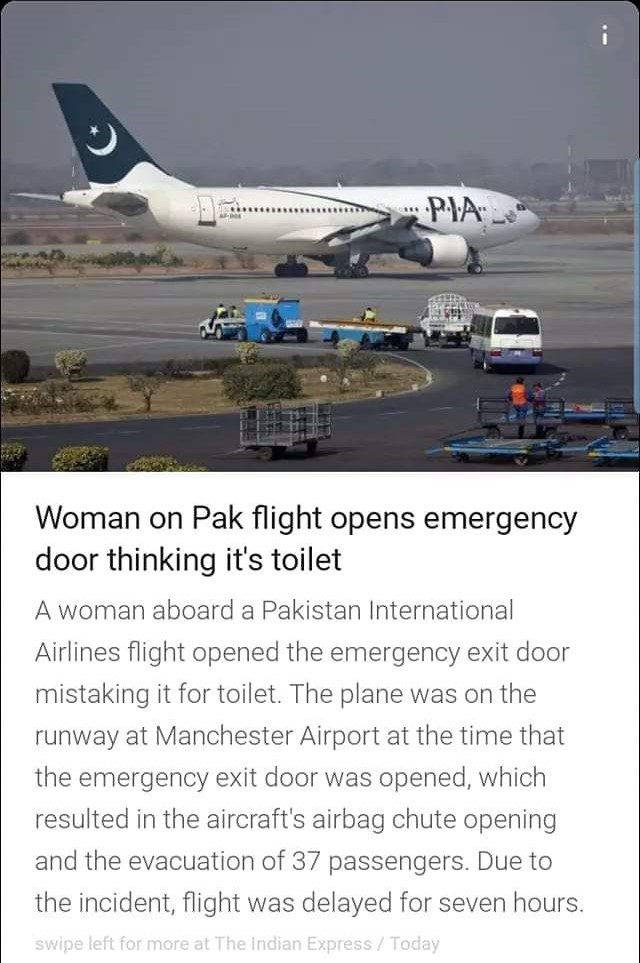 PIA
Woman on Pak flight opens emergency
door thinking it's toilet
A woman aboard a Pakistan International
Airlines flight opened the emergency exit door
mistaking it for toilet. The plane was on the
runway at Manchester Airport at the time that
the emergency exit door was opened, which
resulted in the aircraft's airbag chute opening
and the evacuation of 37 passengers. Due to
the incident, flight was delayed for seven hours.
swipe left for more at The Indian Express / Today